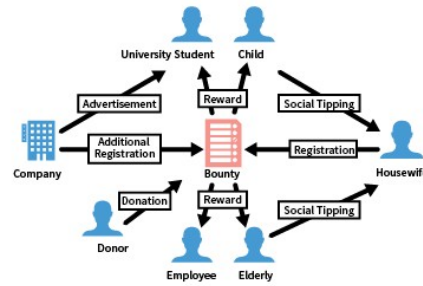 University Student
Child
Advertisement
Reward
Social Tipping
Additional
Registration
Registration
Company
Bounty
Housewife
Donation
Reward
Social Tipping
Donor
Employee
Elderly